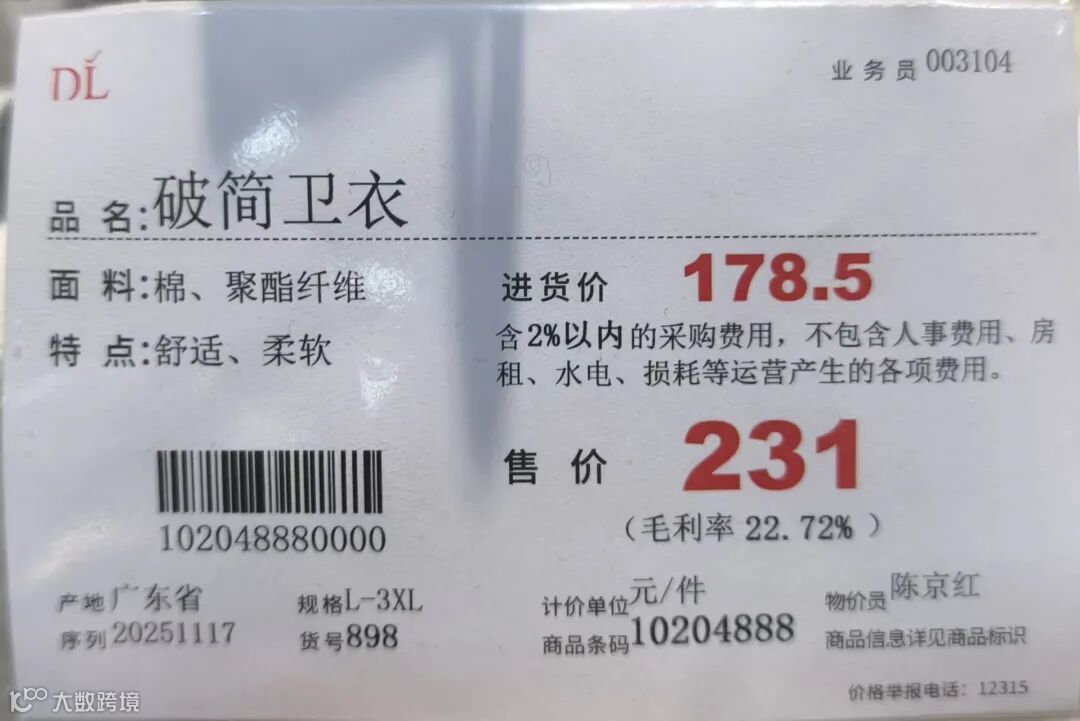 DL
业务员 003104
品名:破简卫衣
面料:棉、聚酯纤维
特点:舒适、柔软
进货价 178.5
含2%以内的采购费用，不包含人事费用、房
租、水电、损耗等运营产生的各项费用。
售价 231
（毛利率 22.72% ）
102048880000
产地 广东省 规格 L-3XL 计价单位 元/件 物价员 陈京红
序列 20251117 货号 898 商品条码 10204888 商品信息详见商品标识
价格举报电话：12315
大数跨境